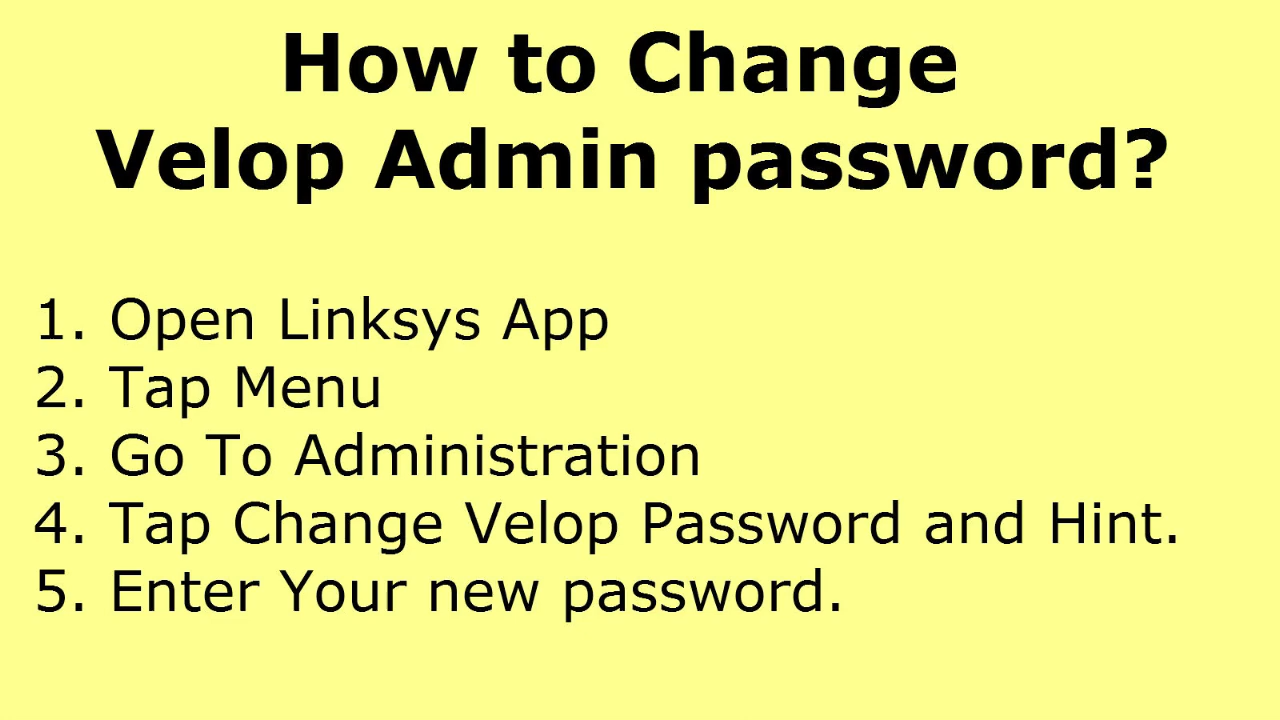 How to Change
Velop Admin password?
1. Open Linksys App
2. Tap Menu
3. Go To Administration
4. Tap Change Velop Password and Hint.
5. Enter Your new password.